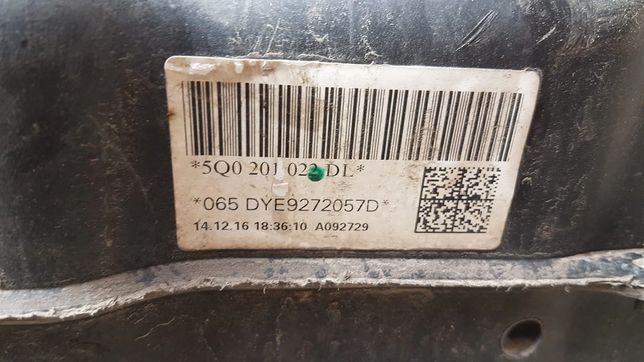 *5Q0 201 022 DL*
*065 DYE9272057D*
14.12.16 18:36:10 A092729